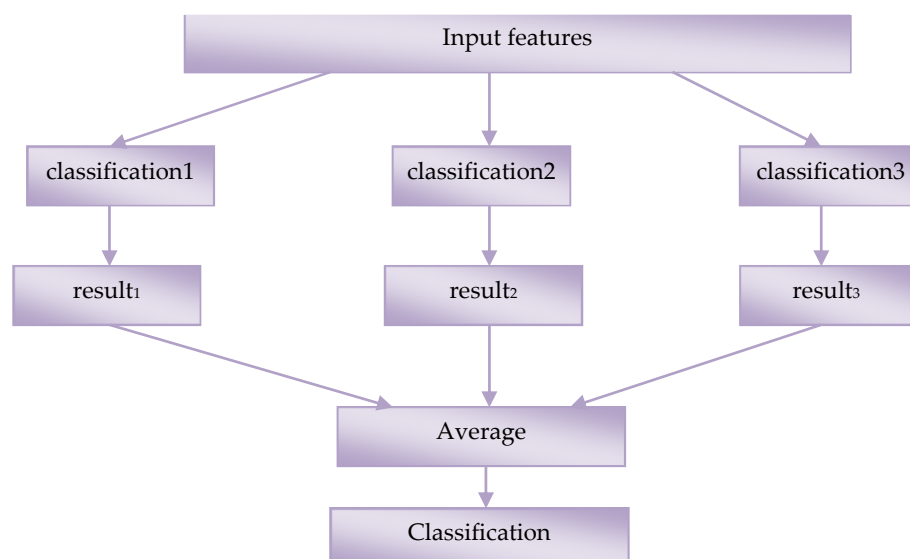 Input features
classification1
classification2
classification3
result₁
result₂
result₃
Average
Classification